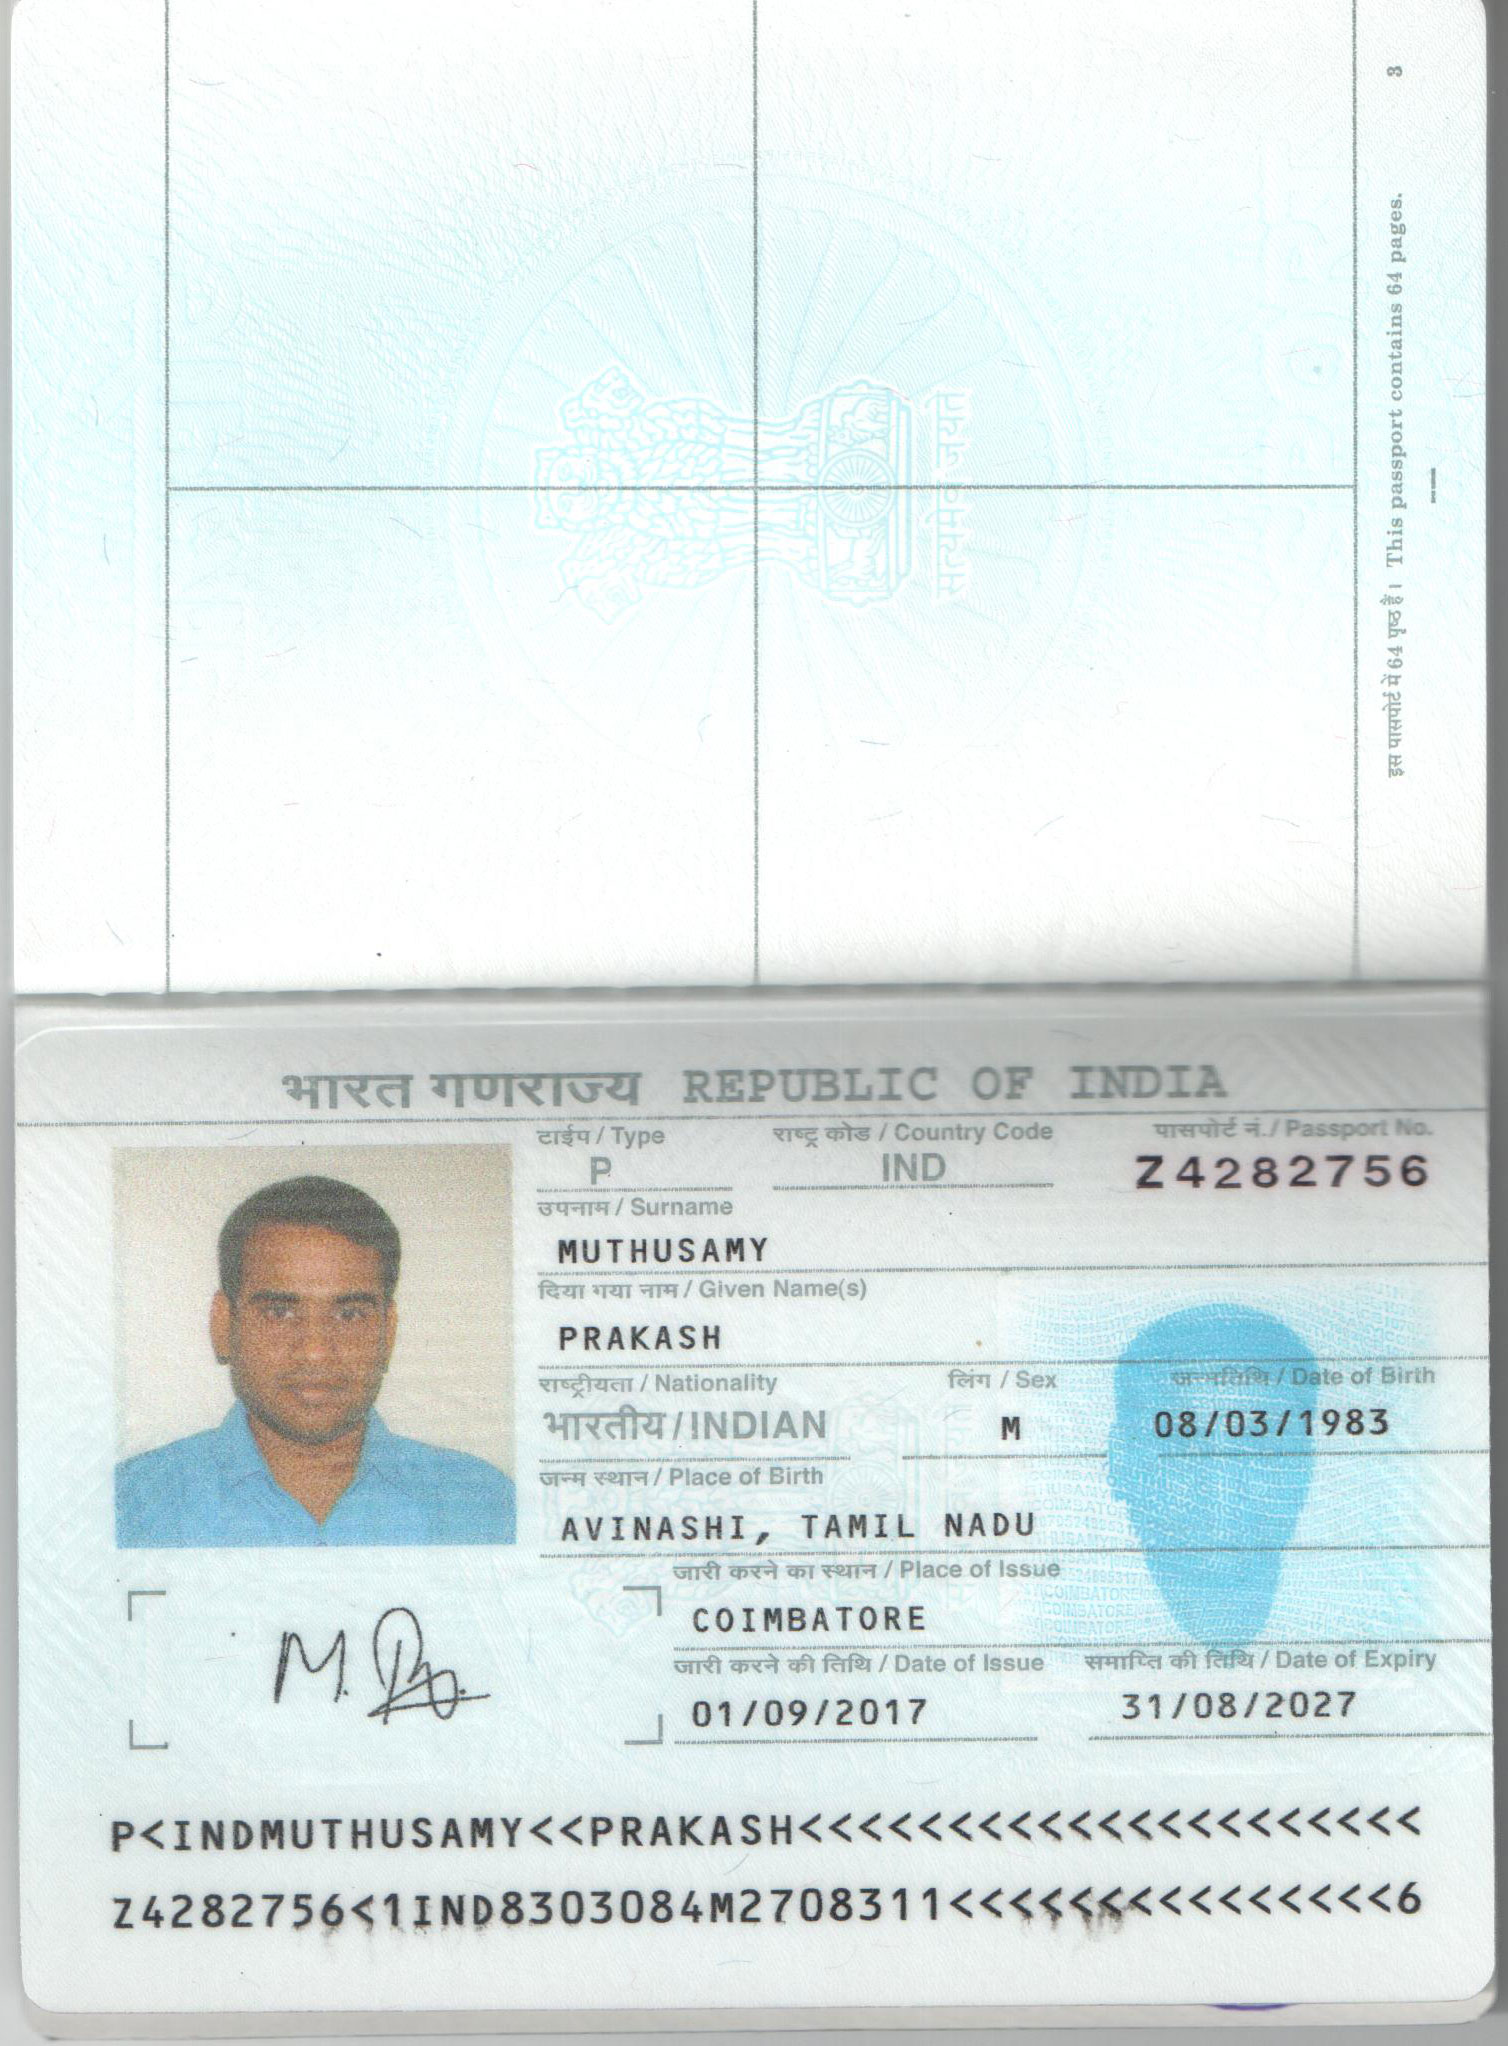 3
इस पासपोर्ट में 64 पृष्ठ हैं। This passport contains 64 pages.
सत्यमेव जयते
भारत गणराज्य REPUBLIC OF INDIA
टाईप / Type राष्ट्र कोड / Country Code पासपोर्ट नं. / Passport No.
P IND Z4282756
उपनाम / Surname
MUTHUSAMY
दिया गया नाम / Given Name(s)
PRAKASH
राष्ट्रीयता / Nationality लिंग / Sex जन्मतिथि / Date of Birth
भारतीय / INDIAN M 08/03/1983
जन्म स्थान / Place of Birth
AVINASHI, TAMIL NADU
जारी करने का स्थान / Place of Issue
COIMBATORE
जारी करने की तिथि / Date of Issue समाप्ति की तिथि / Date of Expiry
01/09/2017 31/08/2027
M.
P<INDMUTHUSAMY<<PRAKASH<<<<<<<<<<<<<<<<<<<<<
Z4282756<1IND8303084M2708311<<<<<<<<<<<<<<<6